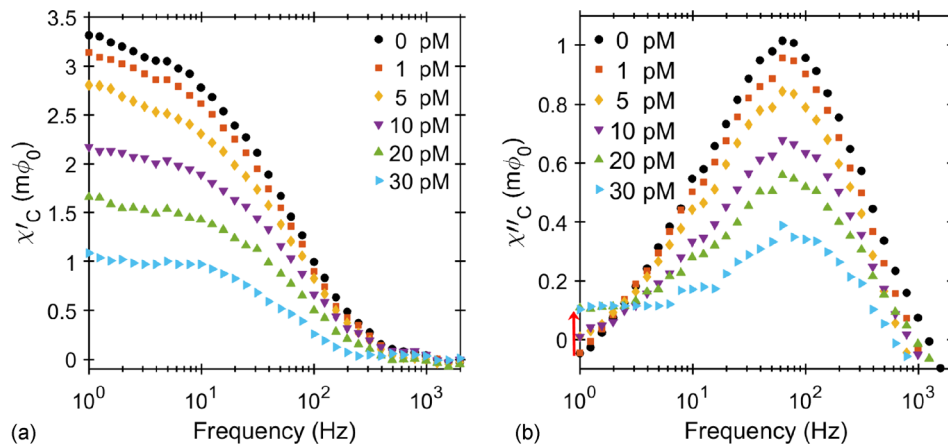 3.5
3
2.5
2
1.5
1
0.5
0
χ′C (mϕ0)
0 pM
1 pM
5 pM
10 pM
20 pM
30 pM
10^0 10^1 10^2 10^3
Frequency (Hz)
(a)
1
0.8
0.6
0.4
0.2
0
χ″C (mϕ0)
0 pM
1 pM
5 pM
10 pM
20 pM
30 pM
10^0 10^1 10^2 10^3
Frequency (Hz)
(b)